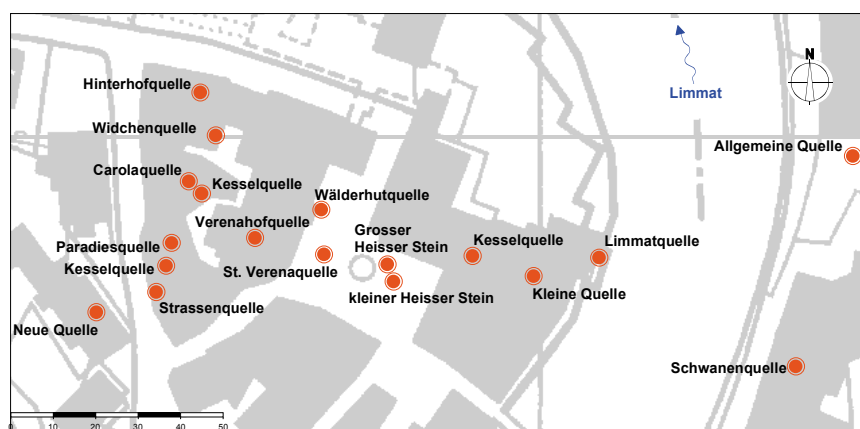 Hinterhofquelle
N
Limmat
Widchenquelle
Allgemeine Quelle
Carolaquelle
Kesselquelle
Wälderhutquelle
Verenahofquelle
Grosser
Heisser Stein
Paradiesquelle
Kesselquelle
Limmatquelle
Kesselquelle
St. Verenaquelle
kleiner Heisser Stein
Kleine Quelle
Strassenquelle
Neue Quelle
Schwanenquelle
0 10 20 30 40 50